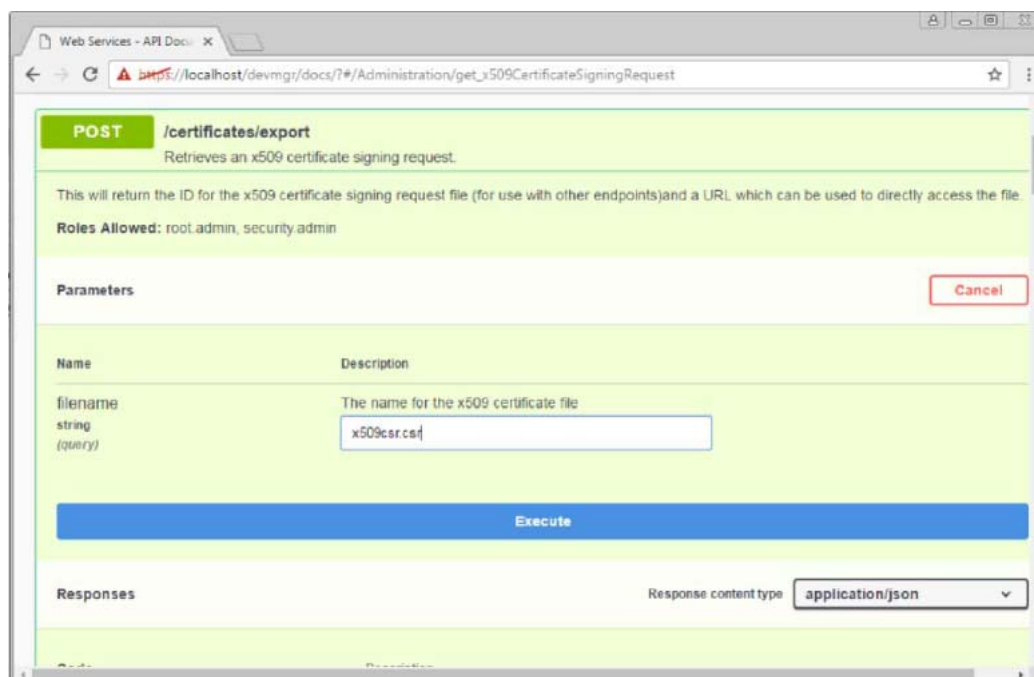 Web Services - API Docu
https://localhost/devmgr/docs/?#/Administration/get_x509CertificateSigningRequest
POST /certificates/export
Retrieves an x509 certificate signing request.
This will return the ID for the x509 certificate signing request file (for use with other endpoints)and a URL which can be used to directly access the file.
Roles Allowed: root.admin, security.admin
Parameters Cancel
Name Description
filename The name for the x509 certificate file
string x509csr.csr
(query)
Execute
Responses Response content type application/json
Code Description